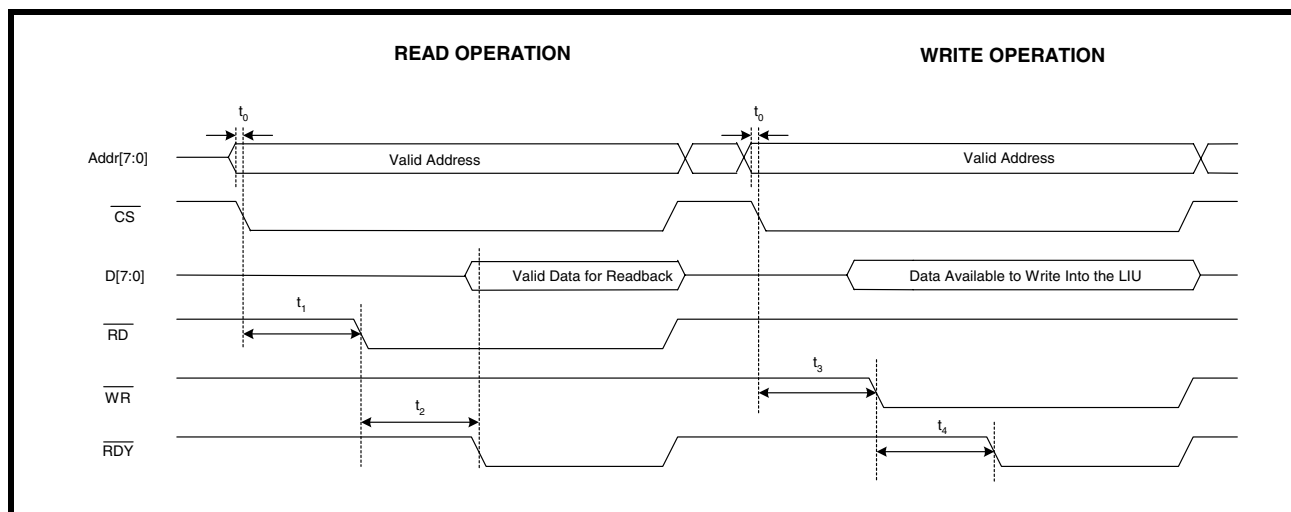 READ OPERATION WRITE OPERATION
t0 t0
Addr[7:0] Valid Address Valid Address
CS
D[7:0] Valid Data for Readback Data Available to Write Into the LIU
t1
RD
t3
WR
t2
t4
RDY